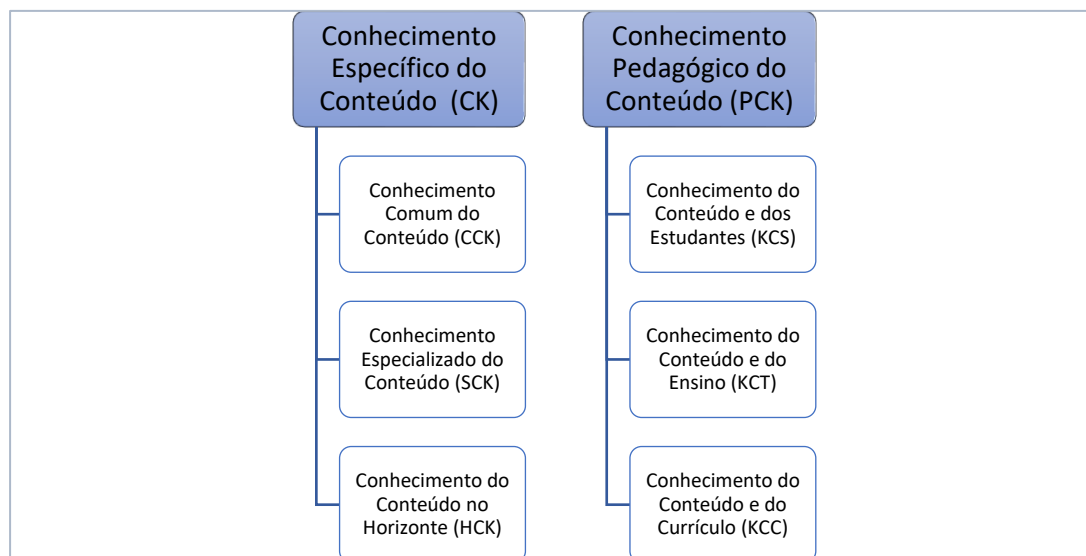 Conhecimento
Específico do
Conteúdo (CK)
Conhecimento
Comum do
Conteúdo (CCK)
Conhecimento
Especializado do
Conteúdo (SCK)
Conhecimento do
Conteúdo no
Horizonte (HCK)
Conhecimento
Pedagógico do
Conteúdo (PCK)
Conhecimento do
Conteúdo e dos
Estudantes (KCS)
Conhecimento do
Conteúdo e do
Ensino (KCT)
Conhecimento do
Conteúdo e do
Currículo (KCC)